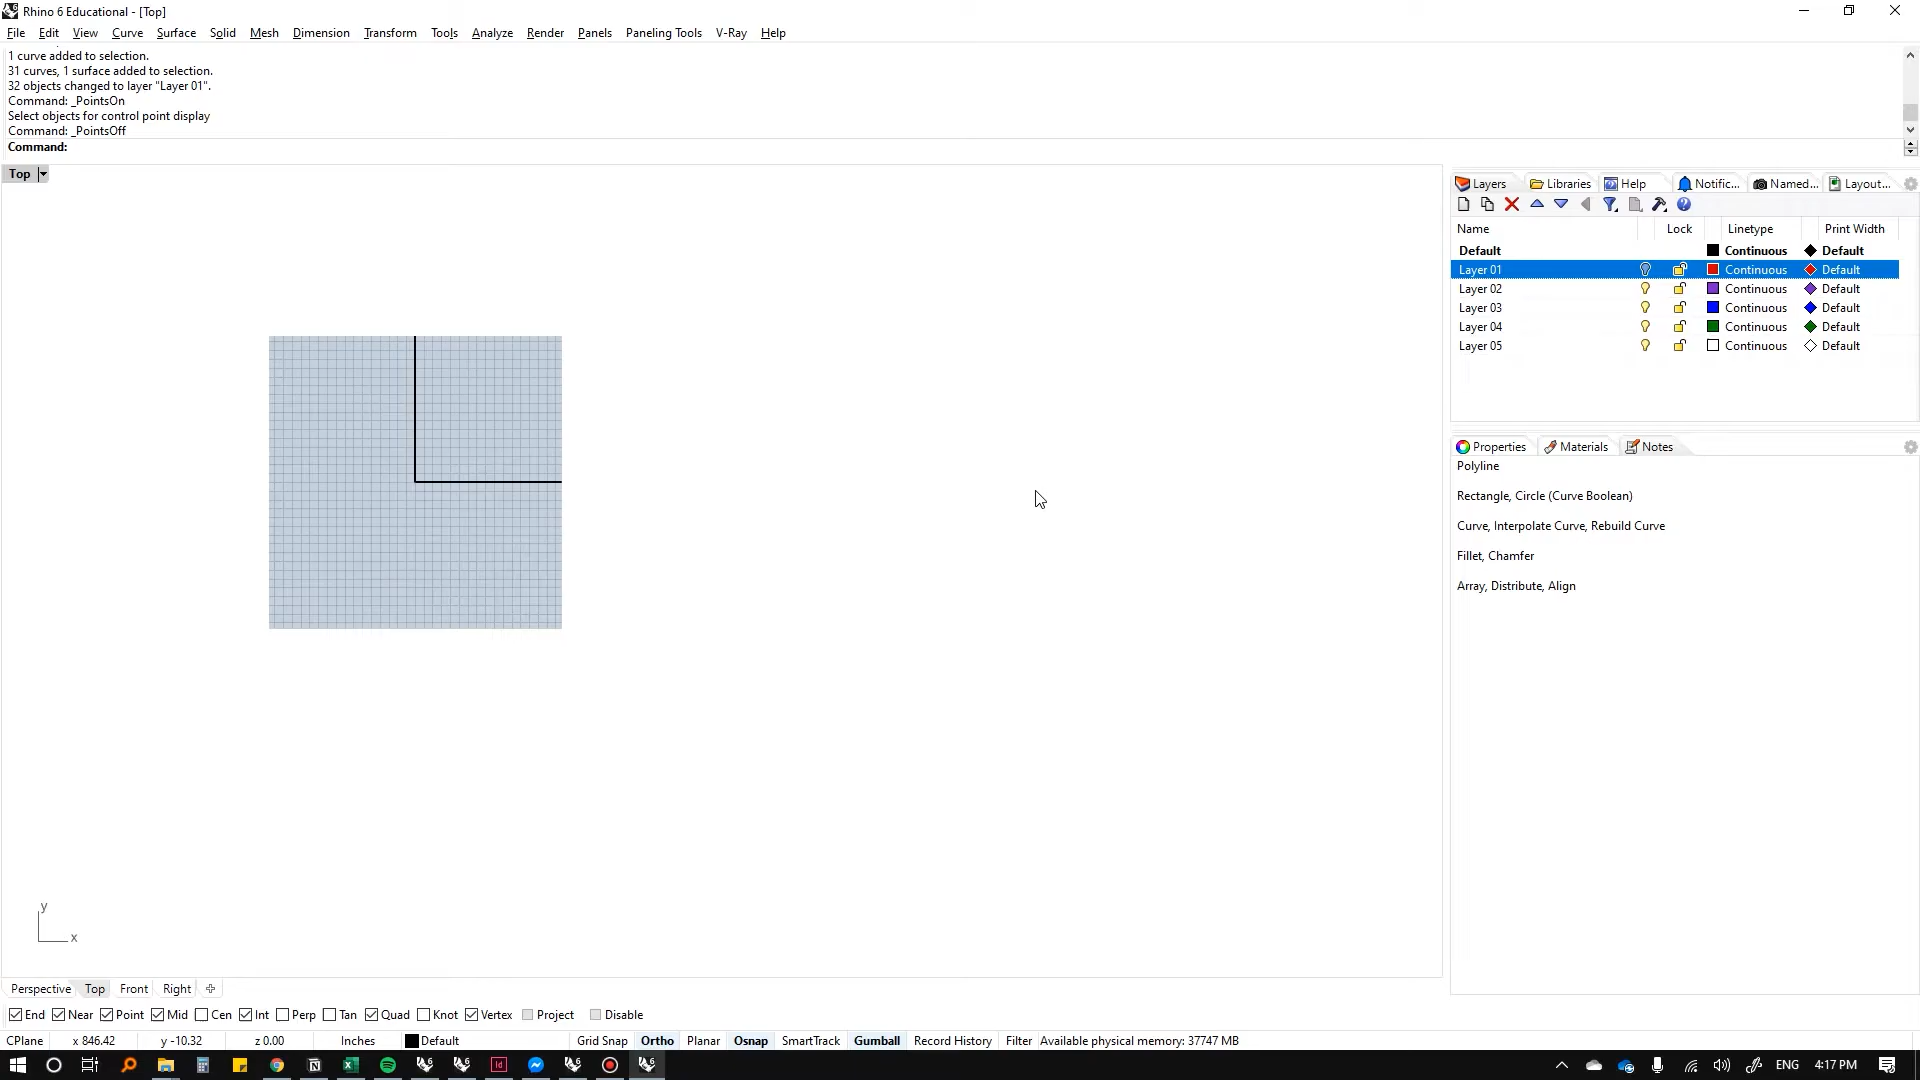 Rhino 6 Educational - [Top]
File Edit View Curve Surface Solid Mesh Dimension Transform Tools Analyze Render Panels Paneling Tools V-Ray Help
1 curve added to selection.
31 curves, 1 surface added to selection.
32 objects changed to layer "Layer 01".
Command: _PointsOn
Select objects for control point display
Command: _PointsOff
Command:
Top
Layers Libraries Help Notific... Named... Layout...
Name Lock Linetype Print Width
Default Continuous Default
Layer 01 Continuous Default
Layer 02 Continuous Default
Layer 03 Continuous Default
Layer 04 Continuous Default
Layer 05 Continuous Default
Properties Materials Notes
Polyline
Rectangle, Circle (Curve Boolean)
Curve, Interpolate Curve, Rebuild Curve
Fillet, Chamfer
Array, Distribute, Align
y
x
Perspective Top Front Right
End Near Point Mid Cen Int Perp Tan Quad Knot Vertex Project Disable
CPlane x 846.42 y -10.32 z 0.00 Inches Default Grid Snap Ortho Planar Osnap SmartTrack Gumball Record History Filter Available physical memory: 37747 MB
ENG 4:17 PM